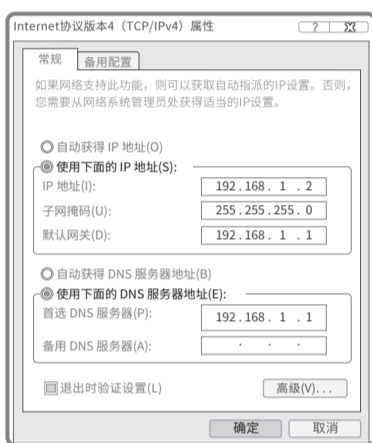 Internet协议版本4（TCP/IPv4）属性
常规 备用配置
如果网络支持此功能，则可以获取自动指派的IP设置。否则，
您需要从网络系统管理员处获得适当的IP设置。
自动获得 IP 地址(O)
使用下面的 IP 地址(S):
IP 地址(I): 192.168. 1 . 2
子网掩码(U): 255.255.255. 0
默认网关(D): 192.168. 1 . 1
自动获得 DNS 服务器地址(B)
使用下面的 DNS 服务器地址(E):
首选 DNS 服务器(P): 192.168. 1 . 1
备用 DNS 服务器(A): . . .
退出时验证设置(L) 高级(V)...
确定 取消